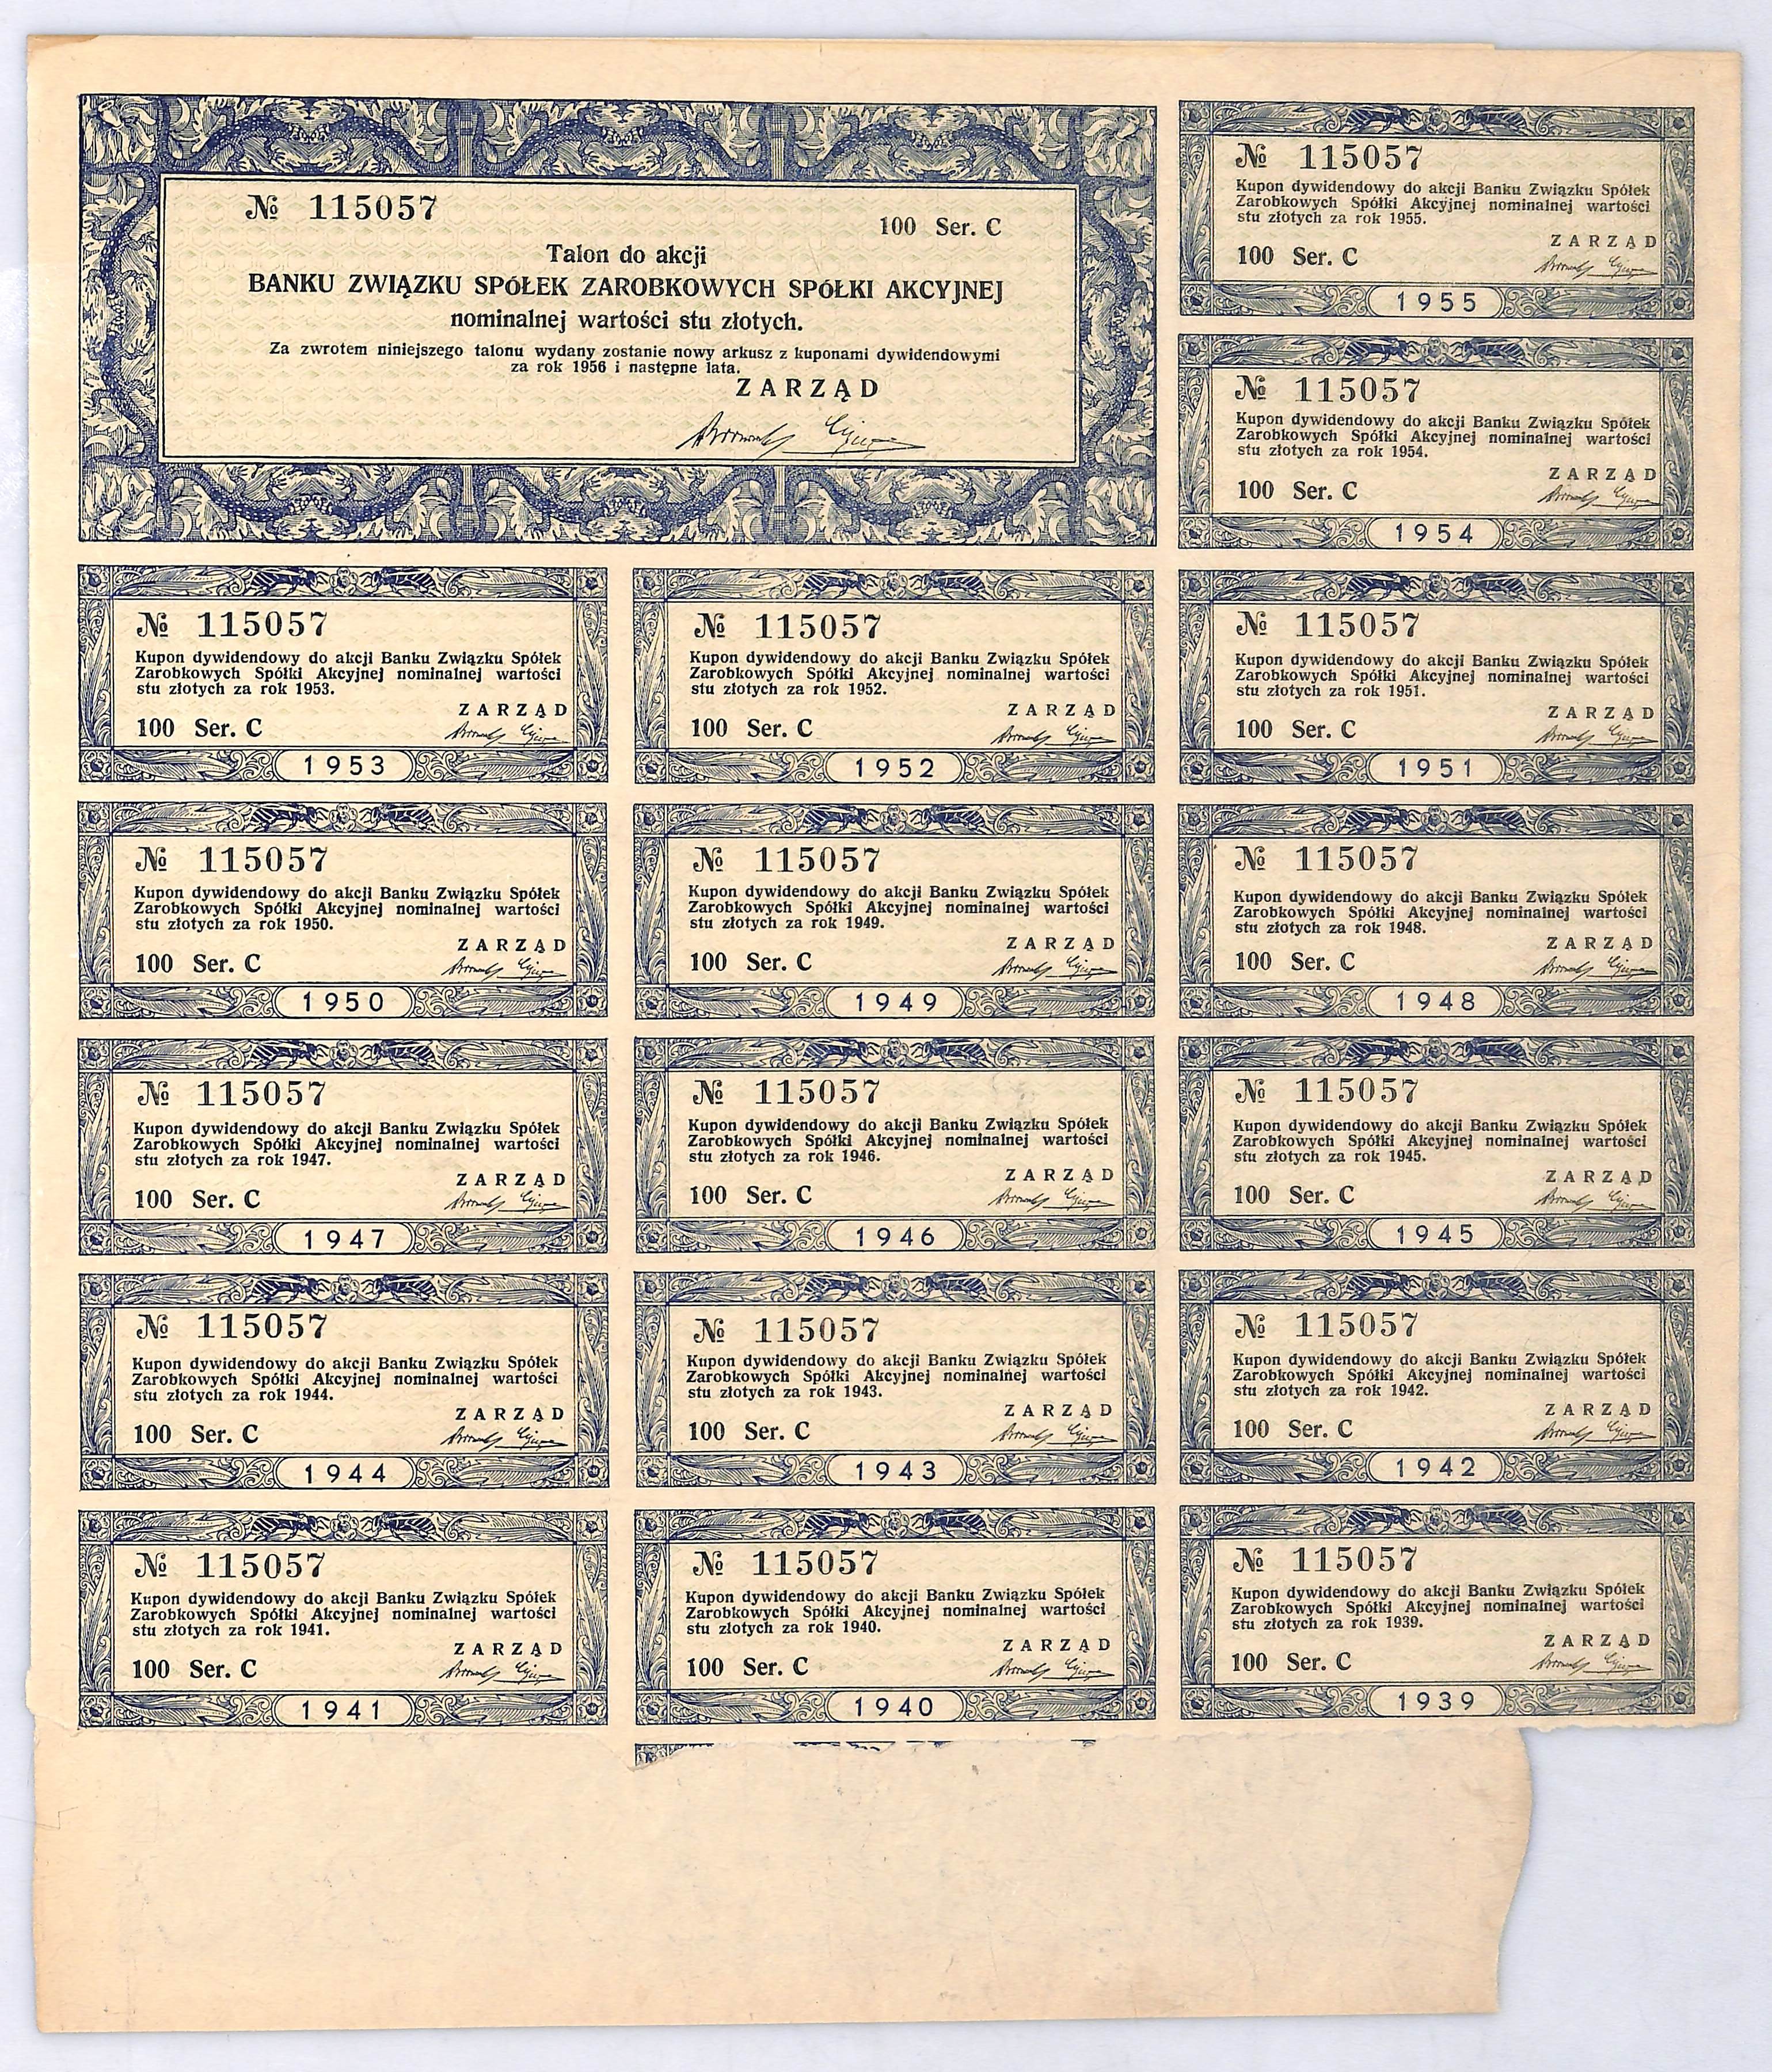 № 115057
100 Ser. C
Talon do akcji
BANKU ZWIĄZKU SPÓŁEK ZAROBKOWYCH SPÓŁKI AKCYJNEJ
nominalnej wartości stu złotych.
Za zwrotem niniejszego talonu wydany zostanie nowy arkusz z kuponami dywidendowymi
za rok 1956 i następne lata.
ZARZĄD
№ 115057
Kupon dywidendowy do akcji Banku Związku Spółek
Zarobkowych Spółki Akcyjnej nominalnej wartości
stu złotych za rok 1955.
ZARZĄD
100 Ser. C
1955
№ 115057
Kupon dywidendowy do akcji Banku Związku Spółek
Zarobkowych Spółki Akcyjnej nominalnej wartości
stu złotych za rok 1954.
ZARZĄD
100 Ser. C
1954
№ 115057
Kupon dywidendowy do akcji Banku Związku Spółek
Zarobkowych Spółki Akcyjnej nominalnej wartości
stu złotych za rok 1953.
ZARZĄD
100 Ser. C
1953
№ 115057
Kupon dywidendowy do akcji Banku Związku Spółek
Zarobkowych Spółki Akcyjnej nominalnej wartości
stu złotych za rok 1952.
ZARZĄD
100 Ser. C
1952
№ 115057
Kupon dywidendowy do akcji Banku Związku Spółek
Zarobkowych Spółki Akcyjnej nominalnej wartości
stu złotych za rok 1951.
ZARZĄD
100 Ser. C
1951
№ 115057
Kupon dywidendowy do akcji Banku Związku Spółek
Zarobkowych Spółki Akcyjnej nominalnej wartości
stu złotych za rok 1950.
ZARZĄD
100 Ser. C
1950
№ 115057
Kupon dywidendowy do akcji Banku Związku Spółek
Zarobkowych Spółki Akcyjnej nominalnej wartości
stu złotych za rok 1949.
ZARZĄD
100 Ser. C
1949
№ 115057
Kupon dywidendowy do akcji Banku Związku Spółek
Zarobkowych Spółki Akcyjnej nominalnej wartości
stu złotych za rok 1948.
ZARZĄD
100 Ser. C
1948
№ 115057
Kupon dywidendowy do akcji Banku Związku Spółek
Zarobkowych Spółki Akcyjnej nominalnej wartości
stu złotych za rok 1947.
ZARZĄD
100 Ser. C
1947
№ 115057
Kupon dywidendowy do akcji Banku Związku Spółek
Zarobkowych Spółki Akcyjnej nominalnej wartości
stu złotych za rok 1946.
ZARZĄD
100 Ser. C
1946
№ 115057
Kupon dywidendowy do akcji Banku Związku Spółek
Zarobkowych Spółki Akcyjnej nominalnej wartości
stu złotych za rok 1945.
ZARZĄD
100 Ser. C
1945
№ 115057
Kupon dywidendowy do akcji Banku Związku Spółek
Zarobkowych Spółki Akcyjnej nominalnej wartości
stu złotych za rok 1944.
ZARZĄD
100 Ser. C
1944
№ 115057
Kupon dywidendowy do akcji Banku Związku Spółek
Zarobkowych Spółki Akcyjnej nominalnej wartości
stu złotych za rok 1943.
ZARZĄD
100 Ser. C
1943
№ 115057
Kupon dywidendowy do akcji Banku Związku Spółek
Zarobkowych Spółki Akcyjnej nominalnej wartości
stu złotych za rok 1942.
ZARZĄD
100 Ser. C
1942
№ 115057
Kupon dywidendowy do akcji Banku Związku Spółek
Zarobkowych Spółki Akcyjnej nominalnej wartości
stu złotych za rok 1941.
ZARZĄD
100 Ser. C
1941
№ 115057
Kupon dywidendowy do akcji Banku Związku Spółek
Zarobkowych Spółki Akcyjnej nominalnej wartości
stu złotych za rok 1940.
ZARZĄD
100 Ser. C
1940
№ 115057
Kupon dywidendowy do akcji Banku Związku Spółek
Zarobkowych Spółki Akcyjnej nominalnej wartości
stu złotych za rok 1939.
ZARZĄD
100 Ser. C
1939